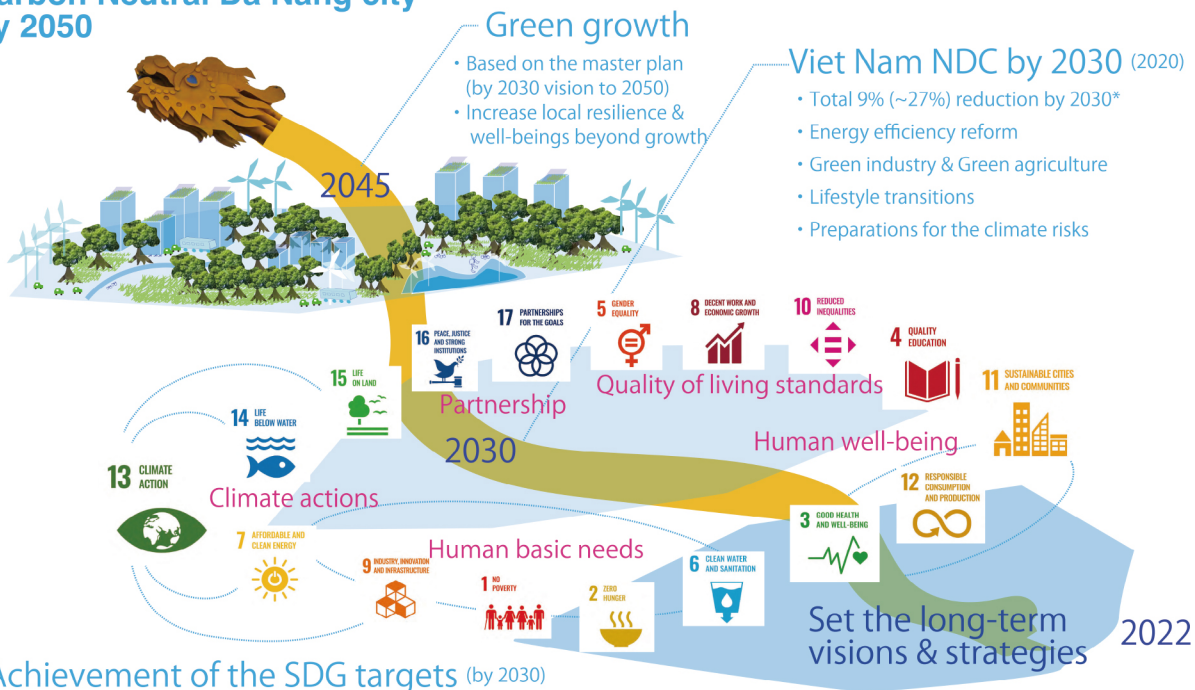 arbon Neutral Da Nang city
y 2050
Green growth
• Based on the master plan
(by 2030 vision to 2050)
• Increase local resilience &
well-beings beyond growth
Viet Nam NDC by 2030 (2020)
• Total 9% (~27%) reduction by 2030*
• Energy efficiency reform
• Green industry & Green agriculture
• Lifestyle transitions
• Preparations for the climate risks
2045
16 PEACE, JUSTICE
AND STRONG
INSTITUTIONS
17 PARTNERSHIPS
FOR THE GOALS
5 GENDER
EQUALITY
8 DECENT WORK AND
ECONOMIC GROWTH
10 REDUCED
INEQUALITIES
4 QUALITY
EDUCATION
11 SUSTAINABLE CITIES
AND COMMUNITIES
15 LIFE
ON LAND
14 LIFE
BELOW WATER
13 CLIMATE
ACTION
Partnership
Quality of living standards
2030
Human well-being
Climate actions
12 RESPONSIBLE
CONSUMPTION
AND PRODUCTION
3 GOOD HEALTH
AND WELL-BEING
7 AFFORDABLE AND
CLEAN ENERGY
Human basic needs
9 INDUSTRY, INNOVATION
AND INFRASTRUCTURE
1 NO
POVERTY
2 ZERO
HUNGER
6 CLEAN WATER
AND SANITATION
Set the long-term
visions & strategies
2022
Achievement of the SDG targets (by 2030)